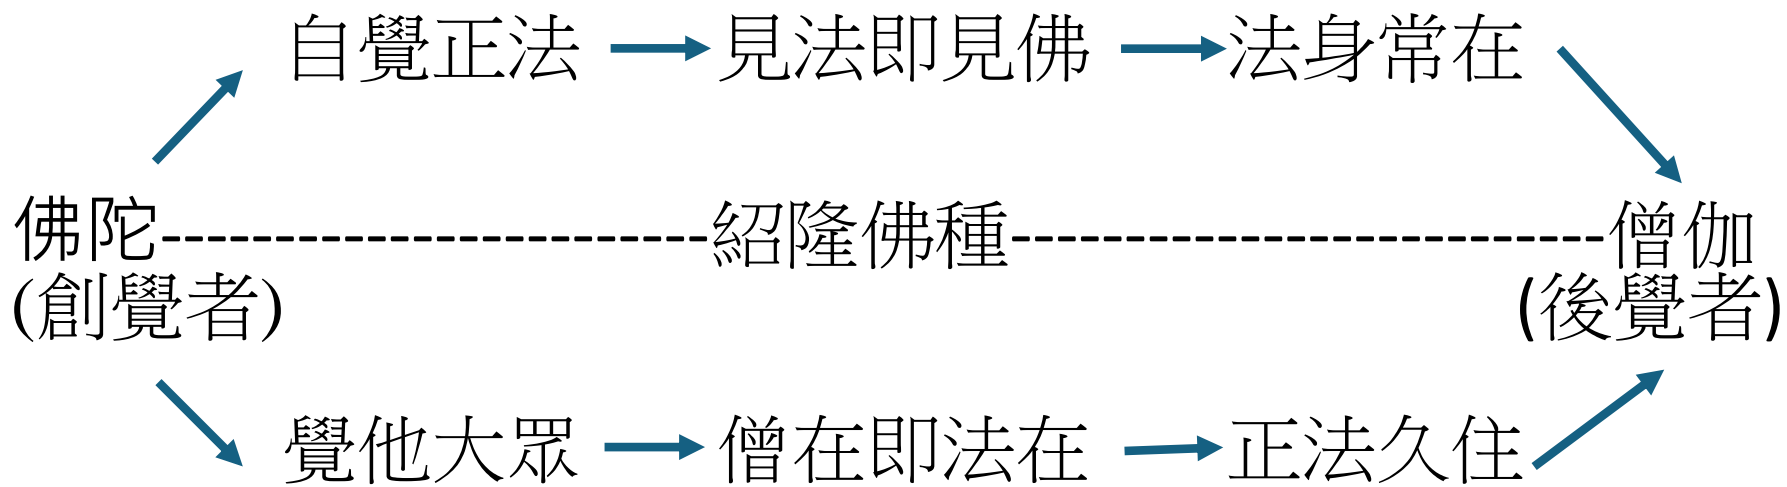 自覺正法 見法即見佛 法身常在
佛陀 紹隆佛種 僧伽
(創覺者) (後覺者)
覺他大眾 僧在即法在 正法久住